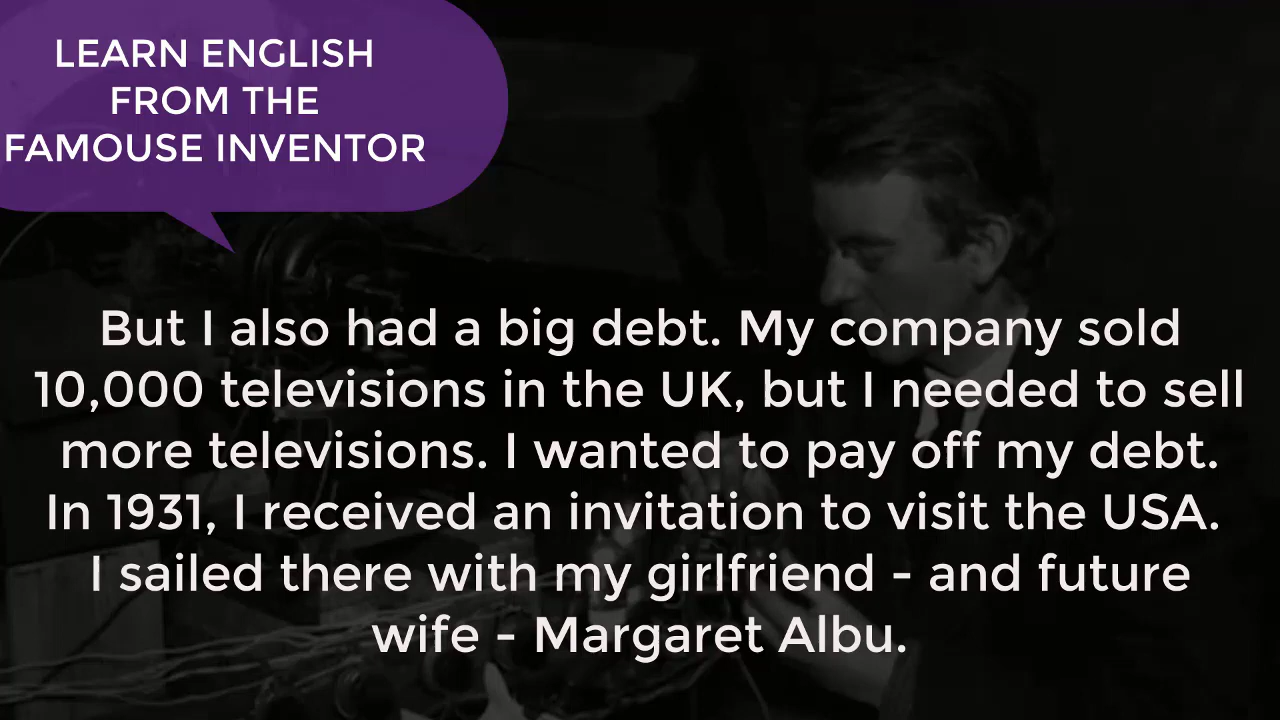 LEARN ENGLISH
FROM THE
FAMOUSE INVENTOR
But I also had a big debt. My company sold
10,000 televisions in the UK, but I needed to sell
more televisions. I wanted to pay off my debt.
In 1931, I received an invitation to visit the USA.
I sailed there with my girlfriend - and future
wife - Margaret Albu.